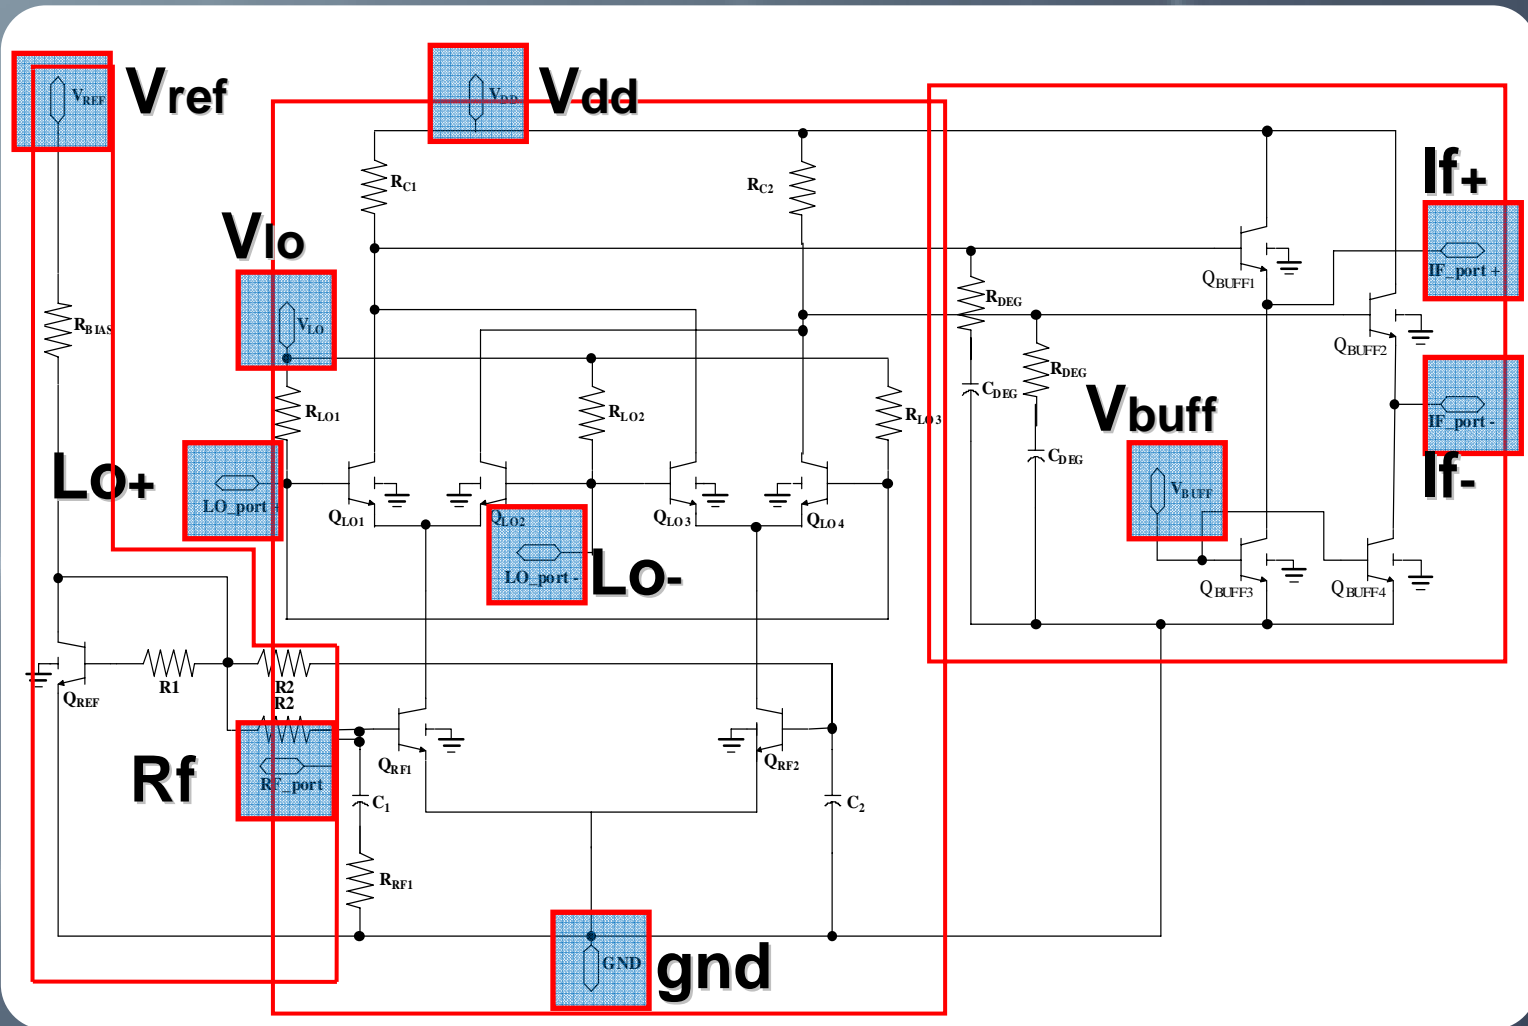 Vref
VREF
Vdd
VDD
RC1
RC2
If+
IF_port +
Vlo
VLO
QBUFF1
RDEG
RBIAS
QBUFF2
RDEG
CDEG
RLO1
RLO2
RLO3
Vbuff
IF_port -
If-
CDEG
Lo+
LO_port +
VBUFF
QLO1
QLO2
QLO3
QLO4
LO_port -
Lo-
QBUFF3
QBUFF4
R1
R2
QREF
R2
Rf
RF_port
QRF1
QRF2
C1
C2
RRF1
GND
gnd